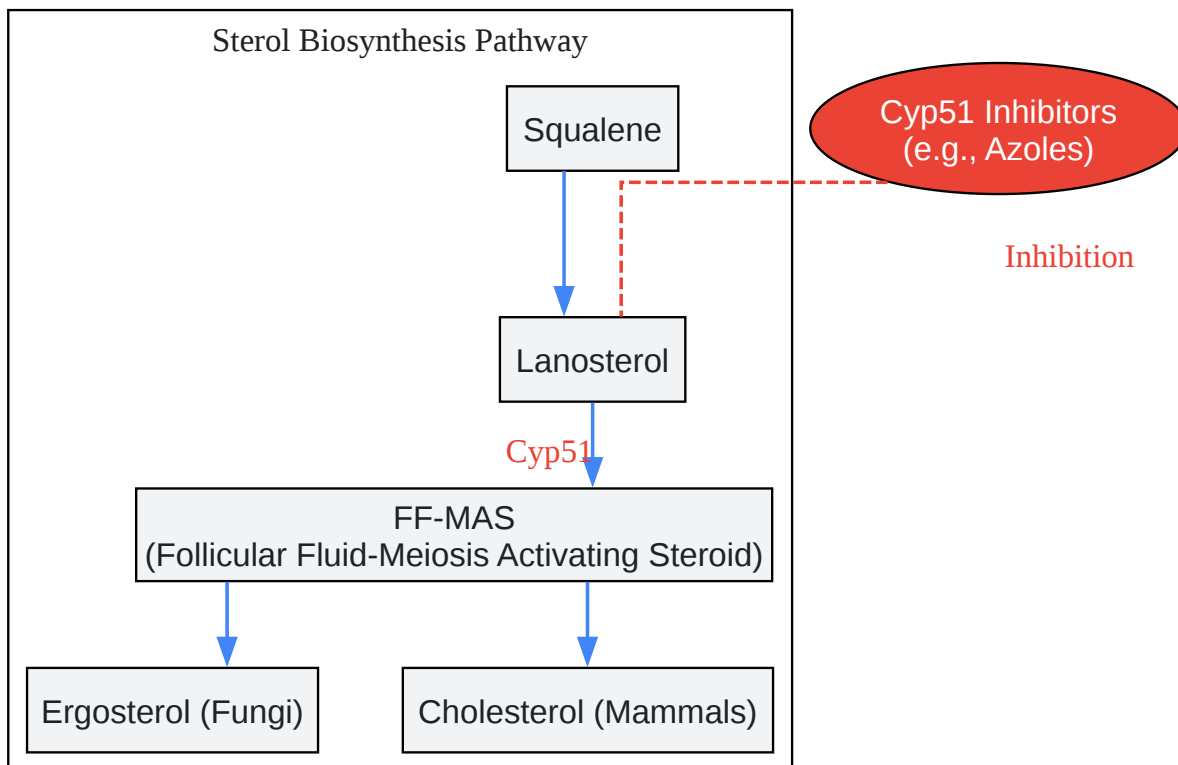 Sterol Biosynthesis Pathway
Squalene
Cyp51 Inhibitors
(e.g., Azoles)
Inhibition
Lanosterol
Cyp51
FF-MAS
(Follicular Fluid-Meiosis Activating Steroid)
Ergosterol (Fungi)
Cholesterol (Mammals)